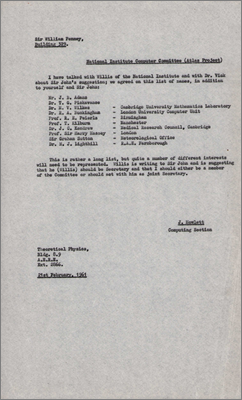 Sir William Penney,
Building 329.
National Institute Computer Committee (Atlas Project)
I have talked with Willis of the National Institute and with Dr. Vick
about Sir John's suggestion; we agreed on this list of names, in addition
to yourself and Sir John:
Dr. J. B. Adams
Dr. T. G. Pickavance
Dr. M. V. Wilkes - Cambridge University Mathematics Laboratory
Dr. R. A. Buckingham - London University Computer Unit
Prof. R. E. Peierls - Birmingham
Prof. T. Kilburn - Manchester
Dr. J. C. Kendrew - Medical Research Council, Cambridge
Prof. Sir Harry Massey - London
Sir Graham Sutton - Meteorological Office
Dr. M. J. Lighthill - R.A.E. Farnborough
This is rather a long list, but quite a number of different interests
will need to be represented. Willis is writing to Sir John and is suggesting
that he (Willis) should be Secretary and that I should either be a member
of the Committee or should act with him as Joint Secretary.
J. Howlett
Computing Section
Theoretical Physics,
Bldg. 8.9
A.E.R.E.
21st February, 1961